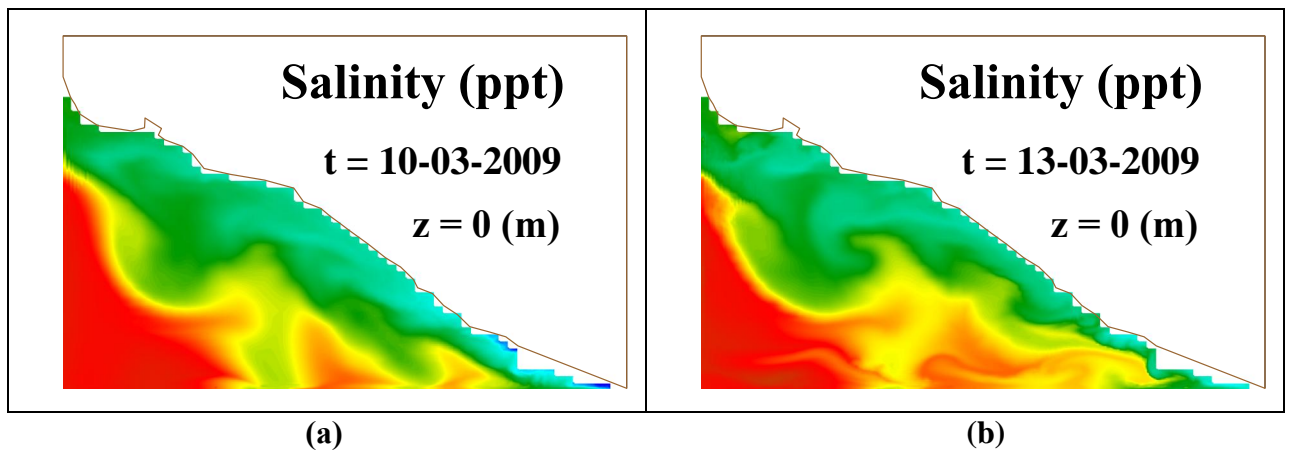 Salinity (ppt)
t = 10-03-2009
z = 0 (m)
(a)
Salinity (ppt)
t = 13-03-2009
z = 0 (m)
(b)